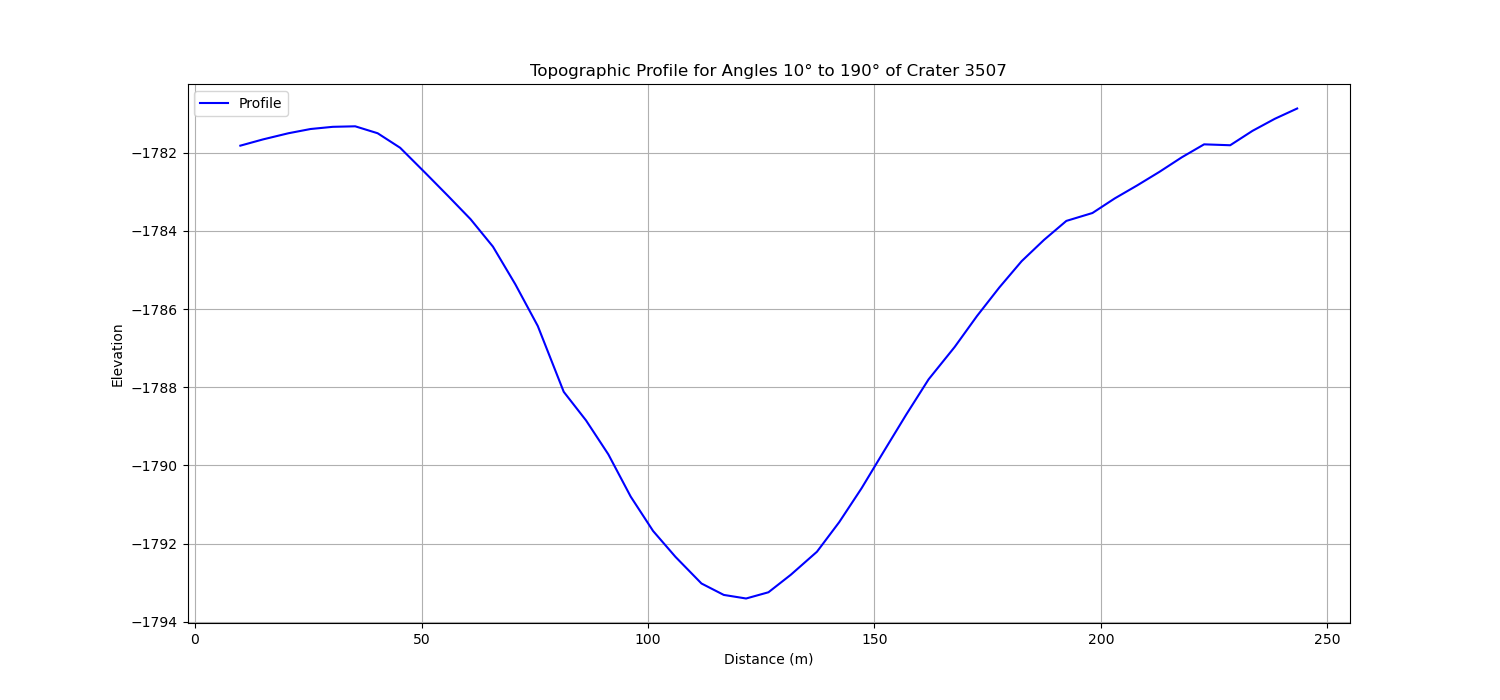 Topographic Profile for Angles 10° to 190° of Crater 3507
Profile
−1782
−1784
−1786
−1788
−1790
−1792
−1794
Elevation
0 50 100 150 200 250
Distance (m)